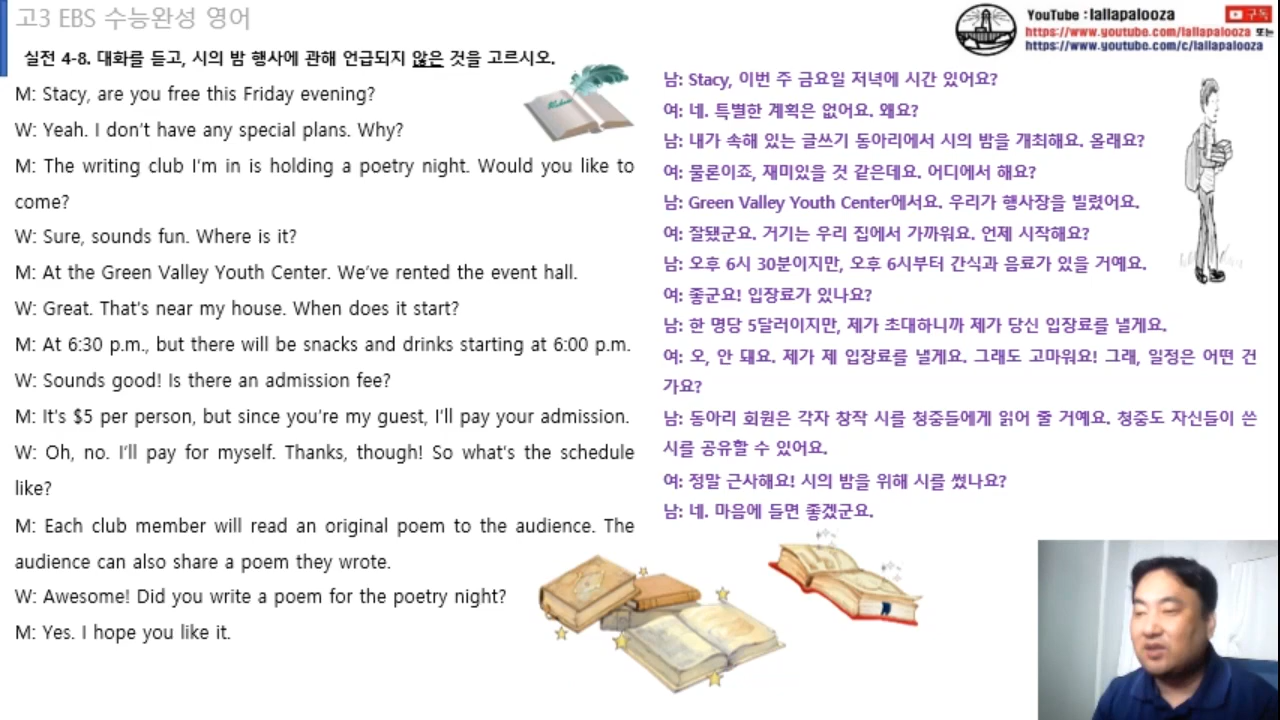 고3 EBS 수능완성 영어
YouTube : lallapalooza
구독
https://www.youtube.com/lallapalooza 또는
https://www.youtube.com/c/lallapalooza
실전 4-8. 대화를 듣고, 시의 밤 행사에 관해 언급되지 않은 것을 고르시오.
M: Stacy, are you free this Friday evening?
W: Yeah. I don't have any special plans. Why?
M: The writing club I'm in is holding a poetry night. Would you like to
come?
W: Sure, sounds fun. Where is it?
M: At the Green Valley Youth Center. We've rented the event hall.
W: Great. That's near my house. When does it start?
M: At 6:30 p.m., but there will be snacks and drinks starting at 6:00 p.m.
W: Sounds good! Is there an admission fee?
M: It's $5 per person, but since you're my guest, I'll pay your admission.
W: Oh, no. I'll pay for myself. Thanks, though! So what's the schedule
like?
M: Each club member will read an original poem to the audience. The
audience can also share a poem they wrote.
W: Awesome! Did you write a poem for the poetry night?
M: Yes. I hope you like it.
남: Stacy, 이번 주 금요일 저녁에 시간 있어요?
여: 네. 특별한 계획은 없어요. 왜요?
남: 내가 속해 있는 글쓰기 동아리에서 시의 밤을 개최해요. 올래요?
여: 물론이죠, 재미있을 것 같은데요. 어디에서 해요?
남: Green Valley Youth Center에서요. 우리가 행사장을 빌렸어요.
여: 잘됐군요. 거기는 우리 집에서 가까워요. 언제 시작해요?
남: 오후 6시 30분이지만, 오후 6시부터 간식과 음료가 있을 거예요.
여: 좋군요! 입장료가 있나요?
남: 한 명당 5달러이지만, 제가 초대하니까 제가 당신 입장료를 낼게요.
여: 오, 안 돼요. 제가 제 입장료를 낼게요. 그래도 고마워요! 그래, 일정은 어떤 건
가요?
남: 동아리 회원은 각자 창작 시를 청중들에게 읽어 줄 거예요. 청중도 자신들이 쓴
시를 공유할 수 있어요.
여: 정말 근사해요! 시의 밤을 위해 시를 썼나요?
남: 네. 마음에 들면 좋겠군요.